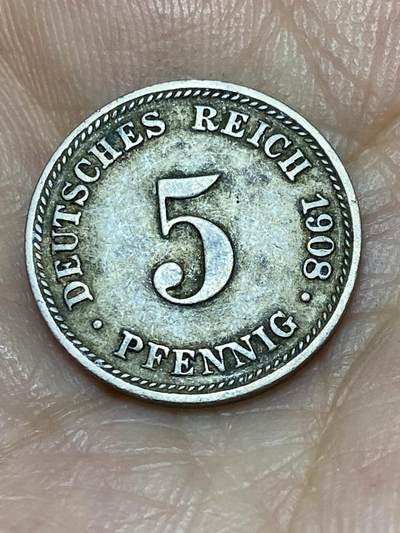 DEUTSCHES REICH 1908
5
· PFENNIG ·